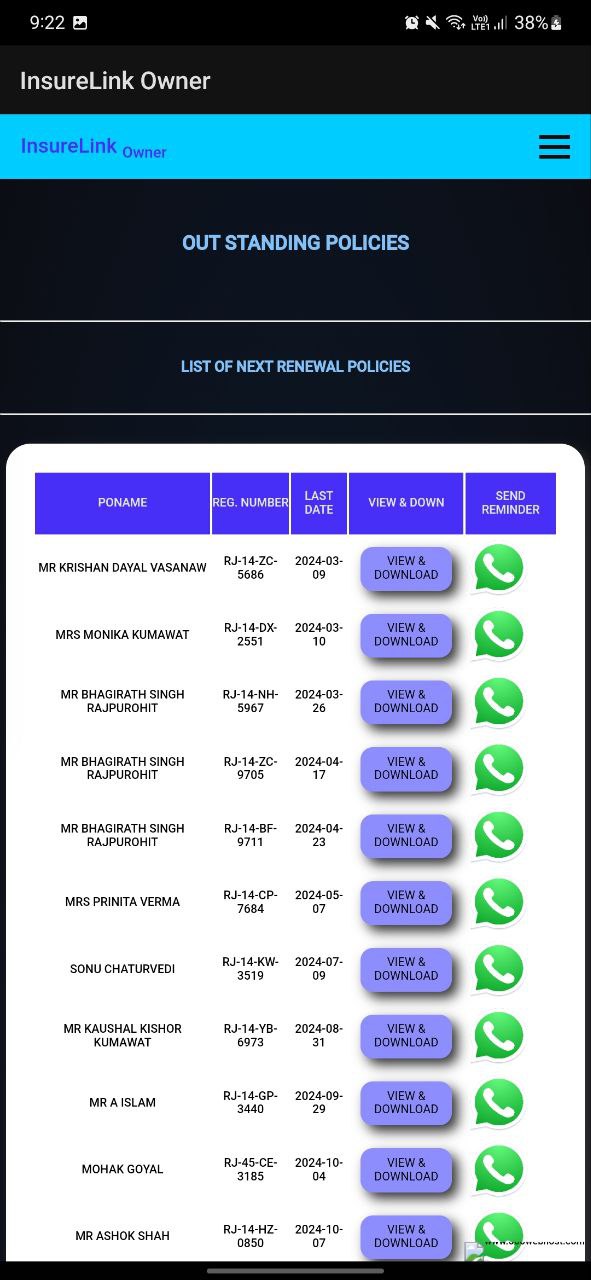 9:22
Vo)) LTE1 38%
InsureLink Owner
InsureLink Owner
OUT STANDING POLICIES
LIST OF NEXT RENEWAL POLICIES
PONAME REG. NUMBER LAST DATE VIEW & DOWN SEND REMINDER
MR KRISHAN DAYAL VASANAW RJ-14-ZC-5686 2024-03-09 VIEW & DOWNLOAD
MRS MONIKA KUMAWAT RJ-14-DX-2551 2024-03-10 VIEW & DOWNLOAD
MR BHAGIRATH SINGH RAJPUROHIT RJ-14-NH-5967 2024-03-26 VIEW & DOWNLOAD
MR BHAGIRATH SINGH RAJPUROHIT RJ-14-ZC-9705 2024-04-17 VIEW & DOWNLOAD
MR BHAGIRATH SINGH RAJPUROHIT RJ-14-BF-9711 2024-04-23 VIEW & DOWNLOAD
MRS PRINITA VERMA RJ-14-CP-7684 2024-05-07 VIEW & DOWNLOAD
SONU CHATURVEDI RJ-14-KW-3519 2024-07-09 VIEW & DOWNLOAD
MR KAUSHAL KISHOR KUMAWAT RJ-14-YB-6973 2024-08-31 VIEW & DOWNLOAD
MR A ISLAM RJ-14-GP-3440 2024-09-29 VIEW & DOWNLOAD
MOHAK GOYAL RJ-45-CE-3185 2024-10-04 VIEW & DOWNLOAD
MR ASHOK SHAH RJ-14-HZ-0850 2024-10-07 VIEW & DOWNLOAD